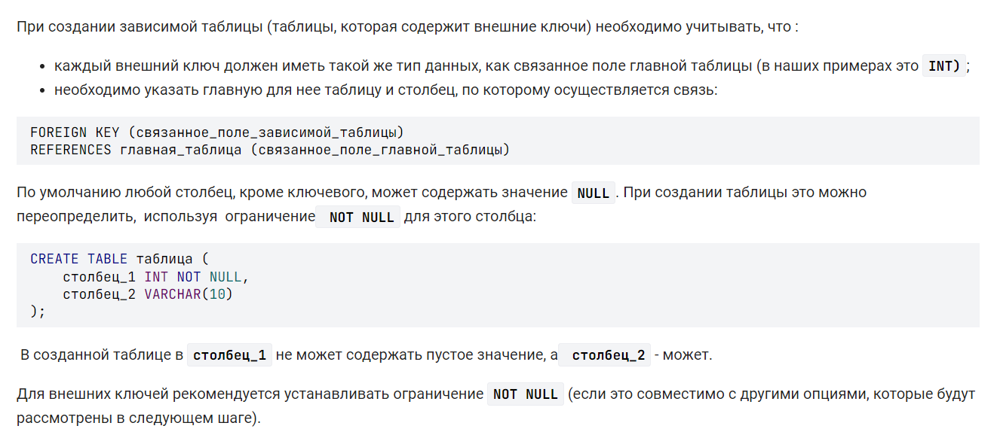 При создании зависимой таблицы (таблицы, которая содержит внешние ключи) необходимо учитывать, что :
• каждый внешний ключ должен иметь такой же тип данных, как связанное поле главной таблицы (в наших примерах это INT) ;
• необходимо указать главную для нее таблицу и столбец, по которому осуществляется связь:
FOREIGN KEY (связанное_поле_зависимой_таблицы)
REFERENCES главная_таблица (связанное_поле_главной_таблицы)
По умолчанию любой столбец, кроме ключевого, может содержать значение NULL. При создании таблицы это можно
переопределить, используя ограничение NOT NULL для этого столбца:
CREATE TABLE таблица (
    столбец_1 INT NOT NULL,
    столбец_2 VARCHAR(10)
);
В созданной таблице в столбец_1 не может содержать пустое значение, а столбец_2 - может.
Для внешних ключей рекомендуется устанавливать ограничение NOT NULL (если это совместимо с другими опциями, которые будут
рассмотрены в следующем шаге).